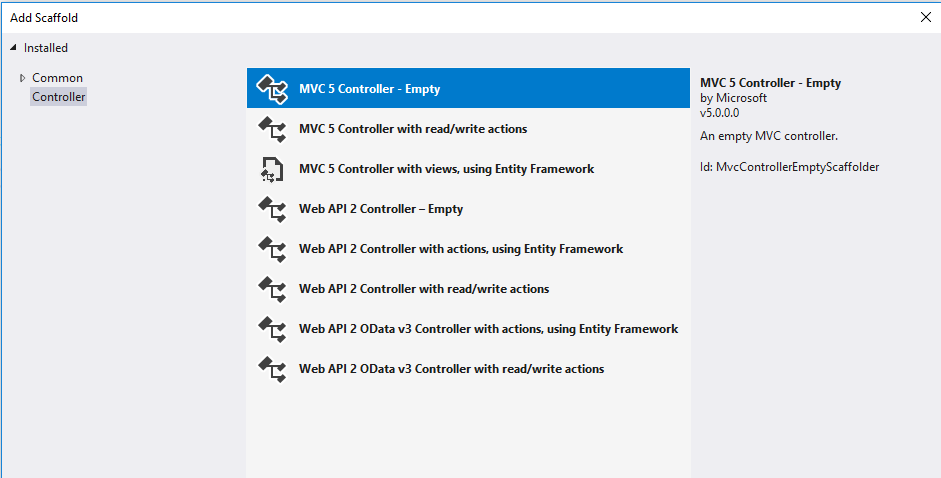 Add Scaffold
Installed
Common
Controller
MVC 5 Controller - Empty
MVC 5 Controller with read/write actions
MVC 5 Controller with views, using Entity Framework
Web API 2 Controller – Empty
Web API 2 Controller with actions, using Entity Framework
Web API 2 Controller with read/write actions
Web API 2 OData v3 Controller with actions, using Entity Framework
Web API 2 OData v3 Controller with read/write actions
MVC 5 Controller - Empty
by Microsoft
v5.0.0.0
An empty MVC controller.
Id: MvcControllerEmptyScaffolder